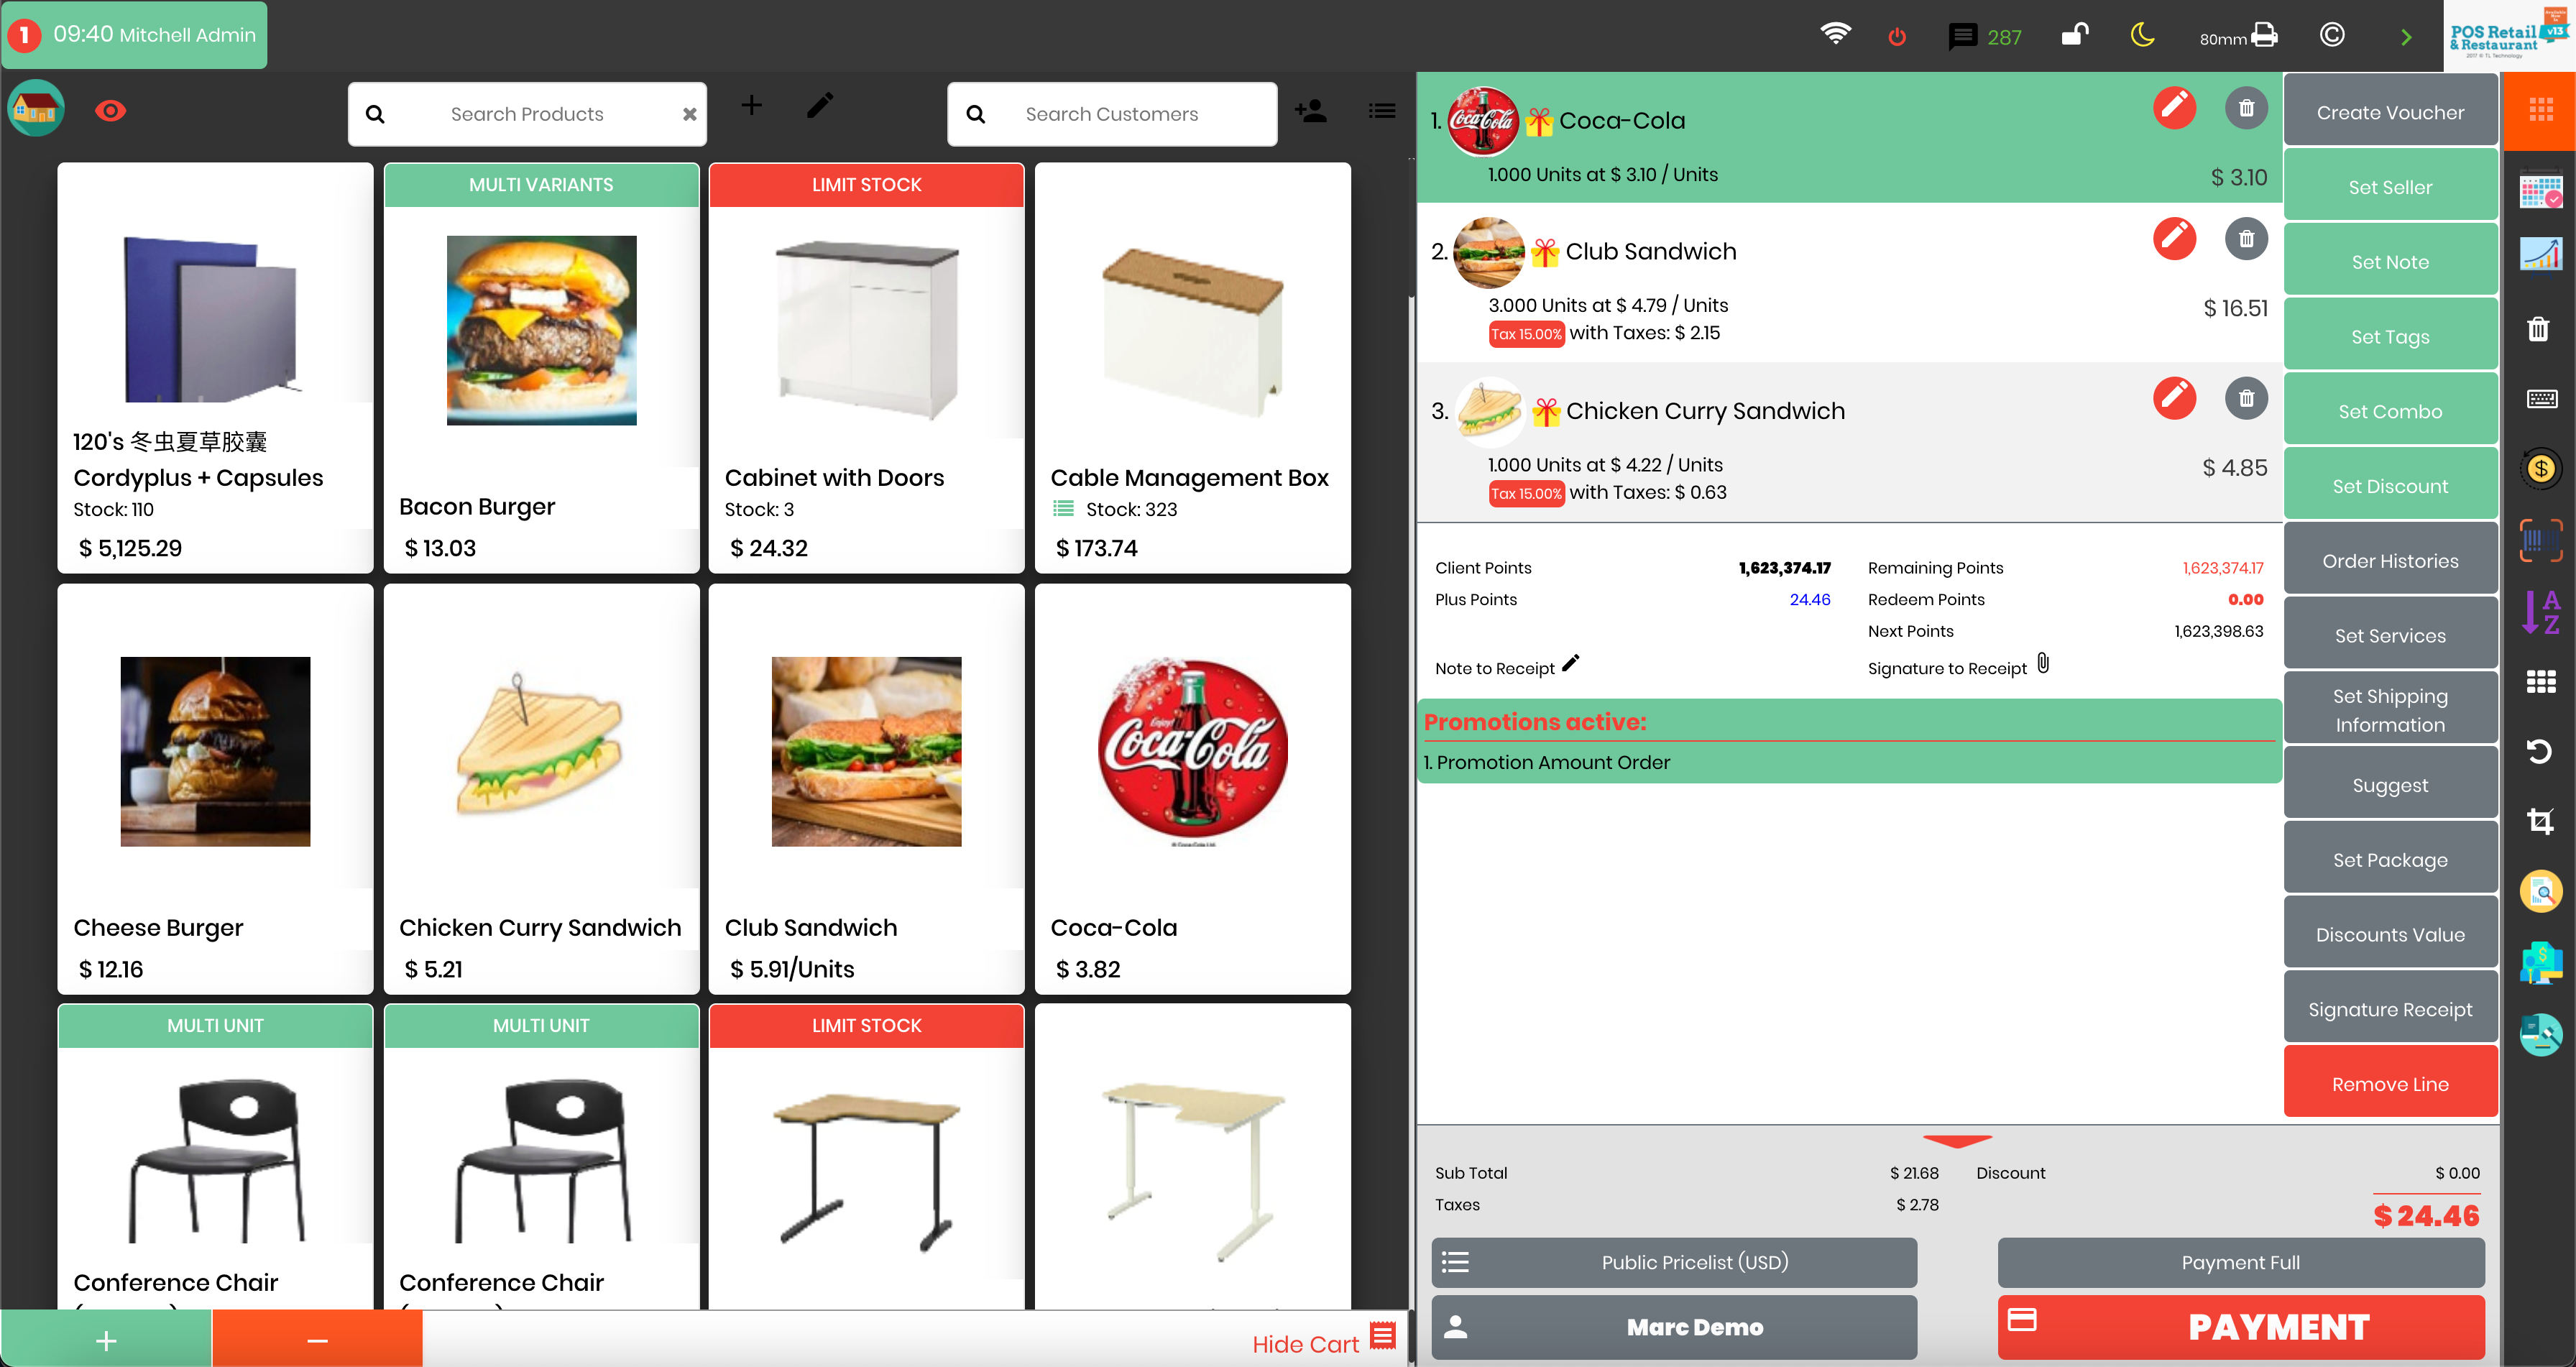 1 09:40 Mitchell Admin
287
80mm
POS Retail
& Restaurant
v13
2017 © TL Technology
Search Products
Search Customers
120's 冬虫夏草胶囊
Cordyplus + Capsules
Stock: 110
$ 5,125.29
MULTI VARIANTS
Bacon Burger
$ 13.03
LIMIT STOCK
Cabinet with Doors
Stock: 3
$ 24.32
Cable Management Box
Stock: 323
$ 173.74
Cheese Burger
$ 12.16
Chicken Curry Sandwich
$ 5.21
Club Sandwich
$ 5.91/Units
Enjoy
Coca-Cola
Coca-Cola
$ 3.82
MULTI UNIT
Conference Chair
MULTI UNIT
Conference Chair
LIMIT STOCK
+
−
Hide Cart
1. Coca-Cola
Coca-Cola
1.000 Units at $ 3.10 / Units
$ 3.10
2. Club Sandwich
3.000 Units at $ 4.79 / Units
$ 16.51
Tax 15.00% with Taxes: $ 2.15
3. Chicken Curry Sandwich
1.000 Units at $ 4.22 / Units
$ 4.85
Tax 15.00% with Taxes: $ 0.63
Client Points 1,623,374.17 Remaining Points 1,623,374.17
Plus Points 24.46 Redeem Points 0.00
Next Points 1,623,398.63
Note to Receipt Signature to Receipt
Promotions active:
1. Promotion Amount Order
Create Voucher
Set Seller
Set Note
Set Tags
Set Combo
Set Discount
Order Histories
Set Services
Set Shipping
Information
Suggest
Set Package
Discounts Value
Signature Receipt
Remove Line
A
Z
Sub Total $ 21.68 Discount $ 0.00
Taxes $ 2.78
$ 24.46
Public Pricelist (USD)
Payment Full
Marc Demo
PAYMENT